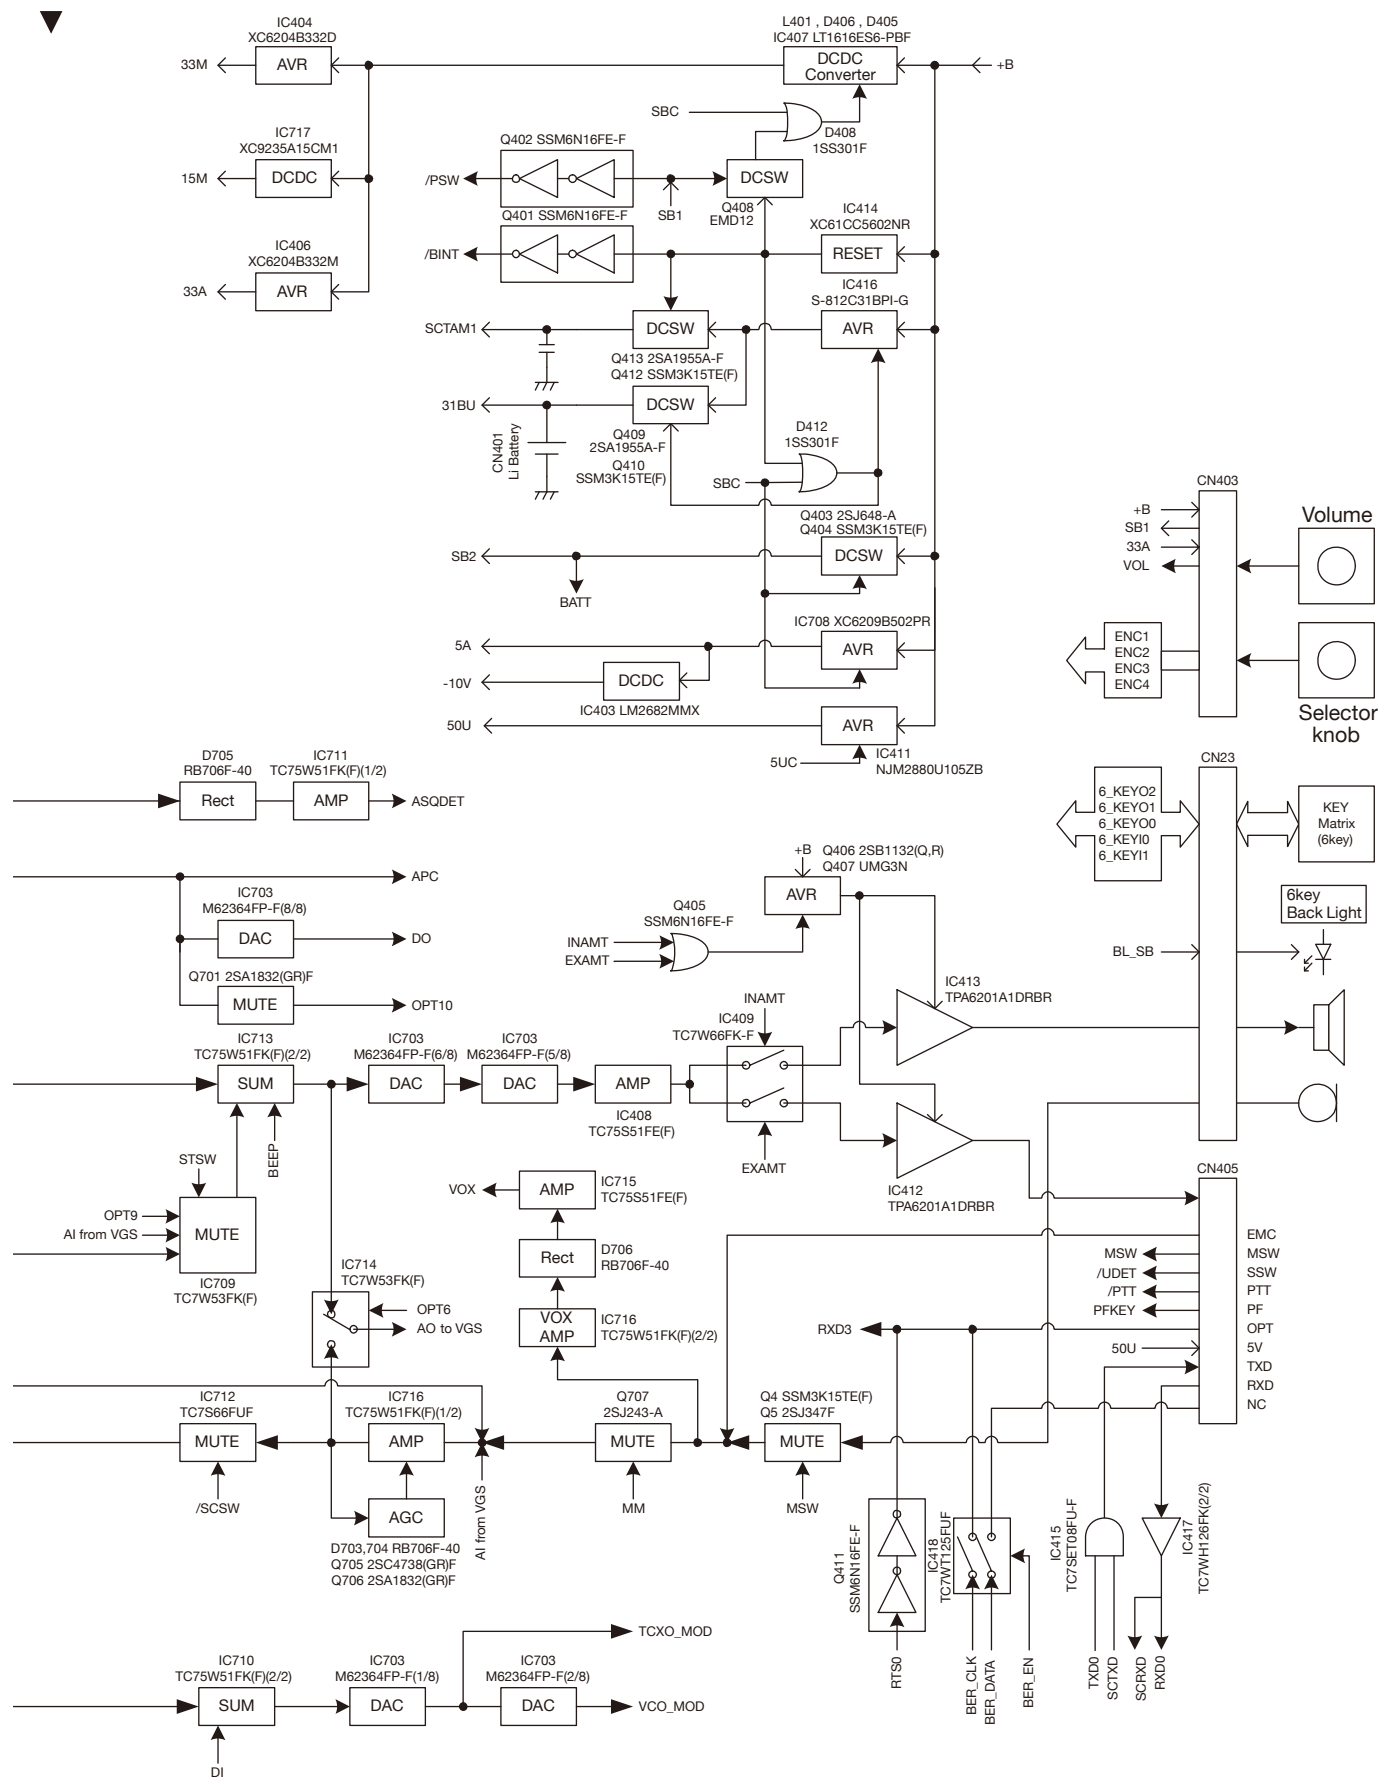 IC404
XC6204B332D
AVR
33M
L401 , D406 , D405
IC407 LT1616ES6-PBF
DCDC
Converter
+B
SBC
D408
1SS301F
IC717
XC9235A15CM1
DCDC
15M
Q402 SSM6N16FE-F
/PSW
SB1
DCSW
Q408
EMD12
Q401 SSM6N16FE-F
/BINT
IC414
XC61CC5602NR
RESET
IC406
XC6204B332M
AVR
33A
IC416
S-812C31BPI-G
AVR
SCTAM1
DCSW
Q413 2SA1955A-F
Q412 SSM3K15TE(F)
31BU
DCSW
CN401
Li Battery
Q409
2SA1955A-F
Q410
SSM3K15TE(F)
D412
1SS301F
SBC
Q403 2SJ648-A
Q404 SSM3K15TE(F)
DCSW
SB2
BATT
IC708 XC6209B502PR
AVR
5A
DCDC
-10V
IC403 LM2682MMX
50U
AVR
5UC
IC411
NJM2880U105ZB
CN403
+B
SB1
33A
VOL
Volume
ENC1
ENC2
ENC3
ENC4
Selector
knob
D705
RB706F-40
Rect
IC711
TC75W51FK(F)(1/2)
AMP
ASQDET
CN23
6_KEYO2
6_KEYO1
6_KEYO0
6_KEYI0
6_KEYI1
KEY
Matrix
(6key)
APC
IC703
M62364FP-F(8/8)
DAC
DO
Q701 2SA1832(GR)F
MUTE
OPT10
+B
Q406 2SB1132(Q,R)
Q407 UMG3N
AVR
Q405
SSM6N16FE-F
INAMT
EXAMT
6key
Back Light
BL_SB
IC713
TC75W51FK(F)(2/2)
SUM
BEEP
IC703
M62364FP-F(6/8)
DAC
IC703
M62364FP-F(5/8)
DAC
AMP
IC408
TC75S51FE(F)
INAMT
IC409
TC7W66FK-F
EXAMT
IC413
TPA6201A1DRBR
IC412
TPA6201A1DRBR
STSW
OPT9
AI from VGS
MUTE
IC709
TC7W53FK(F)
VOX
AMP
IC715
TC75S51FE(F)
Rect
D706
RB706F-40
VOX
AMP
IC716
TC75W51FK(F)(2/2)
IC714
TC7W53FK(F)
OPT6
AO to VGS
CN405
EMC
MSW
MSW
/UDET
SSW
/PTT
PTT
PFKEY
PF
RXD3
OPT
50U
5V
TXD
RXD
NC
IC712
TC7S66FUF
MUTE
/SCSW
IC716
TC75W51FK(F)(1/2)
AMP
AGC
D703,704 RB706F-40
Q705 2SC4738(GR)F
Q706 2SA1832(GR)F
AI from VGS
Q707
2SJ243-A
MUTE
MM
Q4 SSM3K15TE(F)
Q5 2SJ347F
MUTE
MSW
Q411
SSM6N16FE-F
RTS0
IC418
TC7WT125FUF
BER_CLK
BER_DATA
BER_EN
IC415
TC7SET08FU-F
TXD0
SCTXD
IC417
TC7WH126FK(2/2)
SCRXD
RXD0
IC710
TC75W51FK(F)(2/2)
SUM
DI
IC703
M62364FP-F(1/8)
DAC
IC703
M62364FP-F(2/8)
DAC
TCXO_MOD
VCO_MOD